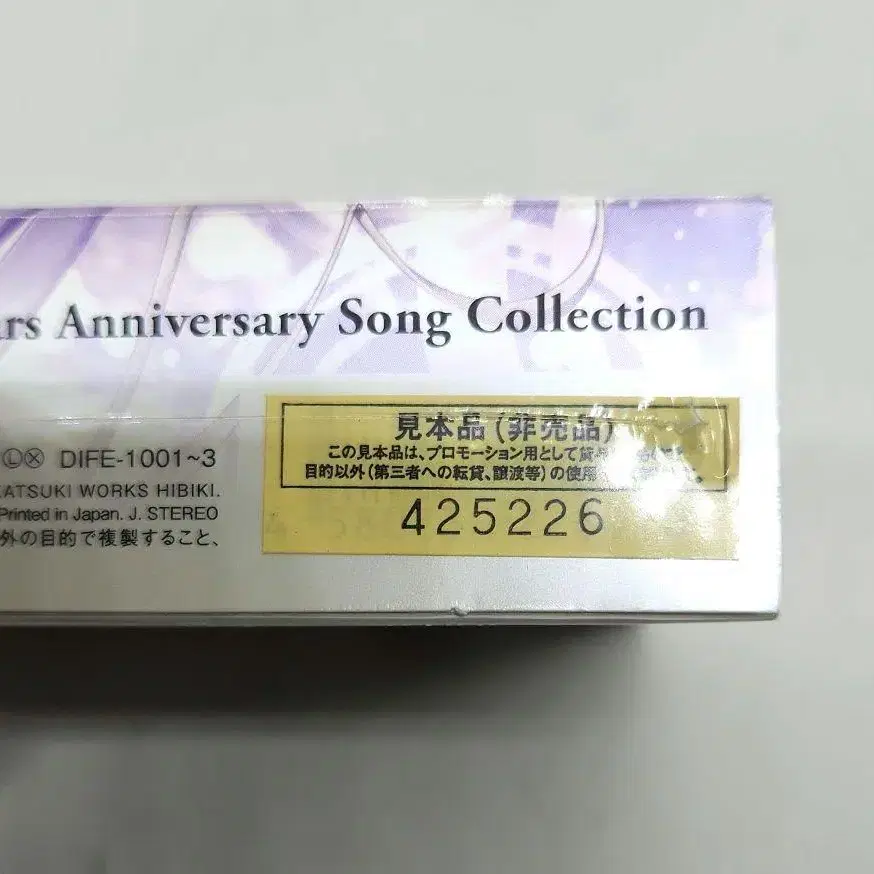 Anniversary Song Collection
見本品(非売品)
この見本品は、プロモーション用として
目的以外(第三者への転貸、譲渡等)の使用
425226
Ⓛⓧ DIFE-1001~3
WORKS HIBIKI.
Printed in Japan. J. STEREO
外の目的で複製すること、